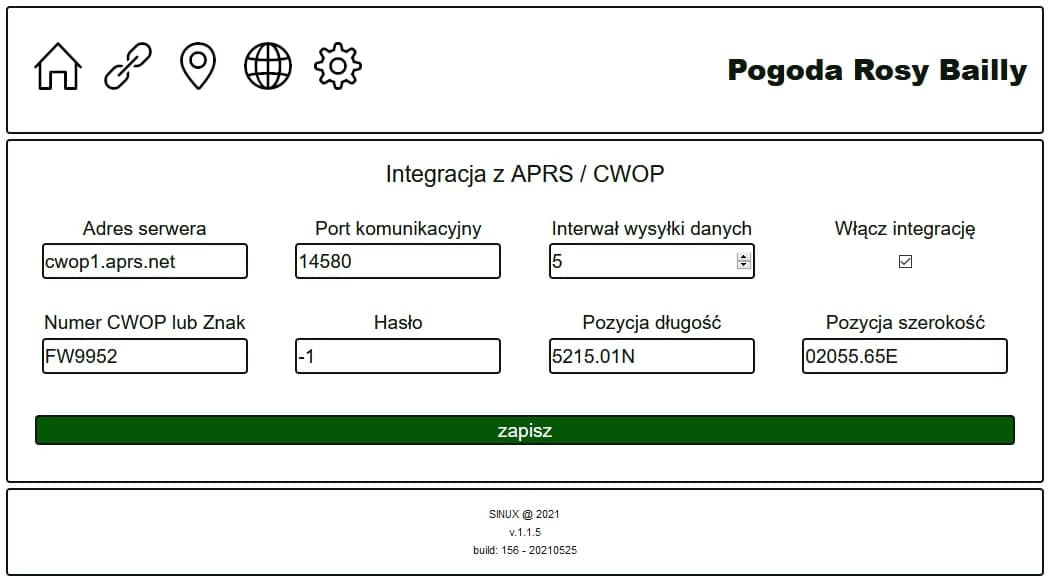 Pogoda Rosy Bailly
Integracja z APRS / CWOP
Adres serwera
Port komunikacyjny
Interwał wysyłki danych
Włącz integrację
cwop1.aprs.net
14580
5
Numer CWOP lub Znak
Hasło
Pozycja długość
Pozycja szerokość
FW9952
-1
5215.01N
02055.65E
zapisz
SINUX @ 2021
v.1.1.5
build: 156 - 20210525